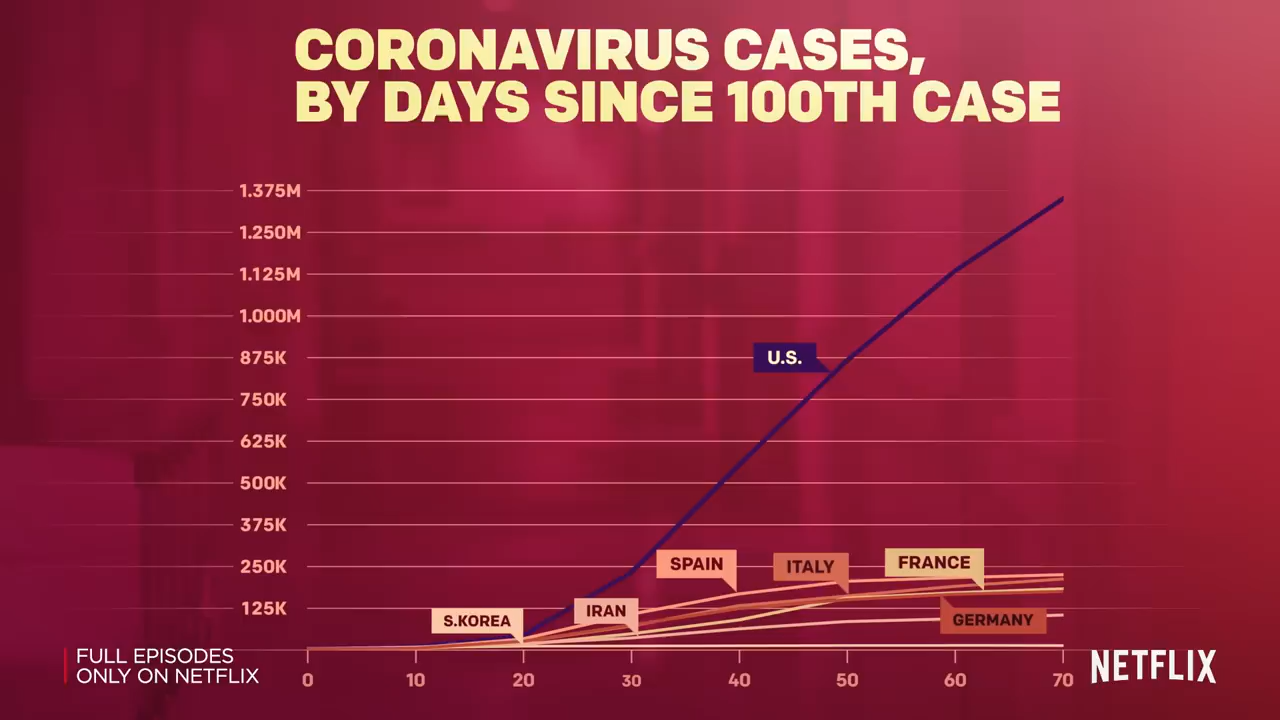 CORONAVIRUS CASES,
BY DAYS SINCE 100TH CASE
1.375M
1.250M
1.125M
1.000M
875K
750K
625K
500K
375K
250K
125K
U.S.
SPAIN
ITALY
FRANCE
S.KOREA
IRAN
GERMANY
0 10 20 30 40 50 60 70
FULL EPISODES
ONLY ON NETFLIX
NETFLIX